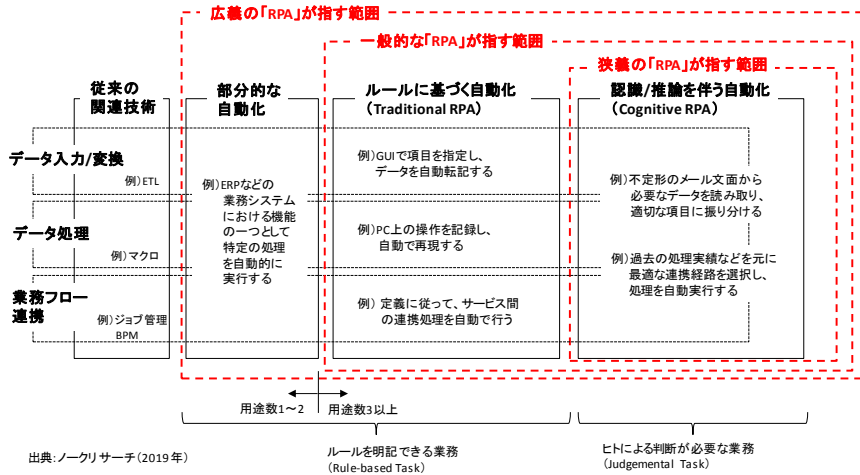 広義の「RPA」が指す範囲
一般的な「RPA」が指す範囲
狭義の「RPA」が指す範囲
従来の
関連技術
部分的な
自動化
ルールに基づく自動化
(Traditional RPA)
認識/推論を伴う自動化
(Cognitive RPA)
データ入力/変換
例)ETL
データ処理
例)マクロ
業務フロー
連携
例)ジョブ管理
BPM
例)ERPなどの
業務システム
における機能
の一つとして
特定の処理
を自動的に
実行する
例)GUIで項目を指定し、
データを自動転記する
例)PC上の操作を記録し、
自動で再現する
例) 定義に従って、サービス間
の連携処理を自動で行う
例)不定形のメール文面から
必要なデータを読み取り、
適切な項目に振り分ける
例)過去の処理実績などを元に
最適な連携経路を選択し、
処理を自動実行する
用途数1~2
用途数3以上
ルールを明記できる業務
(Rule-based Task)
ヒトによる判断が必要な業務
(Judgemental Task)
出典:ノークリサーチ(2019年)